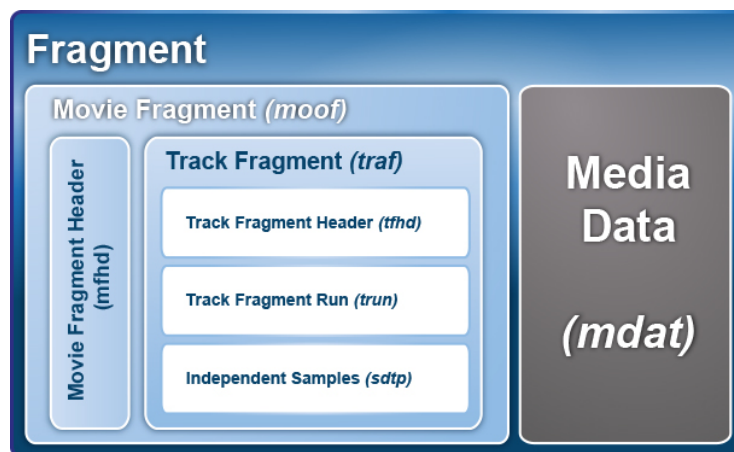 Fragment
Movie Fragment (moof)
Movie Fragment Header
(mfhd)
Track Fragment (traf)
Track Fragment Header (tfhd)
Track Fragment Run (trun)
Independent Samples (sdtp)
Media
Data
(mdat)